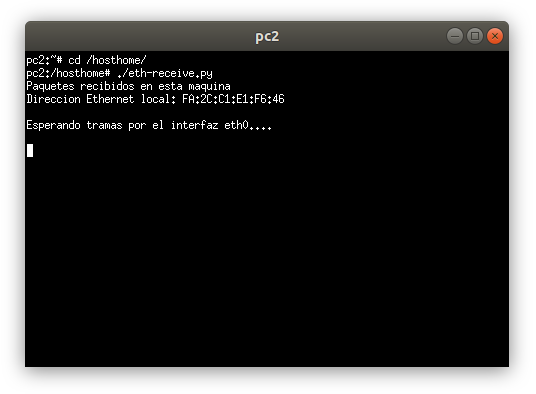 pc2
pc2:~# cd /hosthome/
pc2:/hosthome# ./eth-receive.py
Paquetes recibidos en esta maquina
Direccion Ethernet local: FA:2C:C1:E1:F6:46
Esperando tramas por el interfaz eth0....